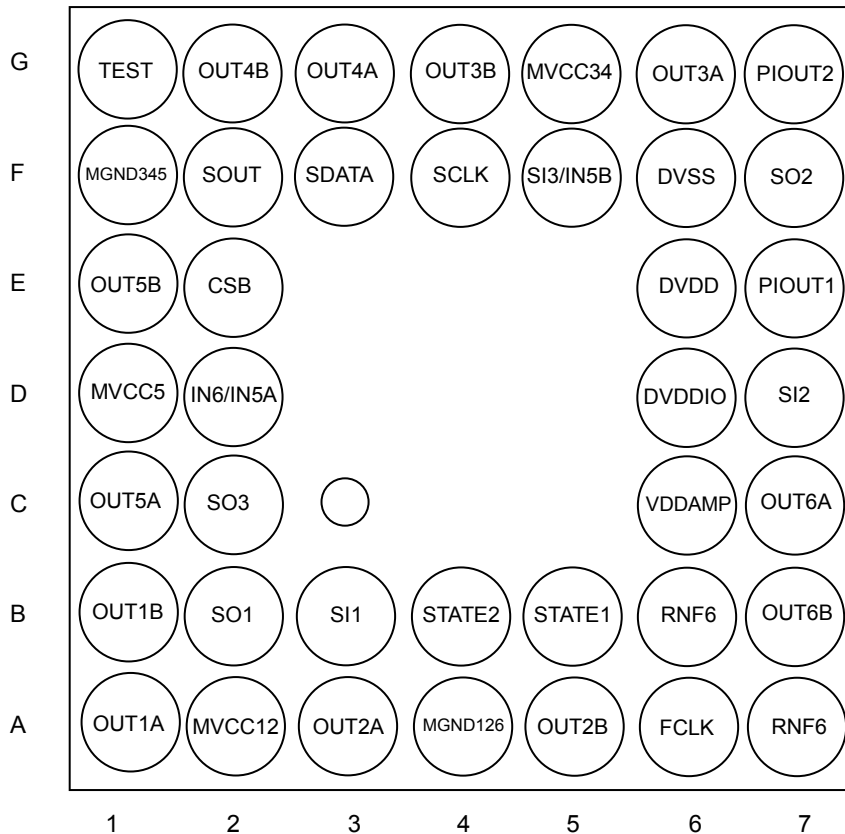 G TEST OUT4B OUT4A OUT3B MVCC34 OUT3A PIOUT2
F MGND345 SOUT SDATA SCLK SI3/IN5B DVSS SO2
E OUT5B CSB DVDD PIOUT1
D MVCC5 IN6/IN5A DVDDIO SI2
C OUT5A SO3 VDDAMP OUT6A
B OUT1B SO1 SI1 STATE2 STATE1 RNF6 OUT6B
A OUT1A MVCC12 OUT2A MGND126 OUT2B FCLK RNF6
1 2 3 4 5 6 7